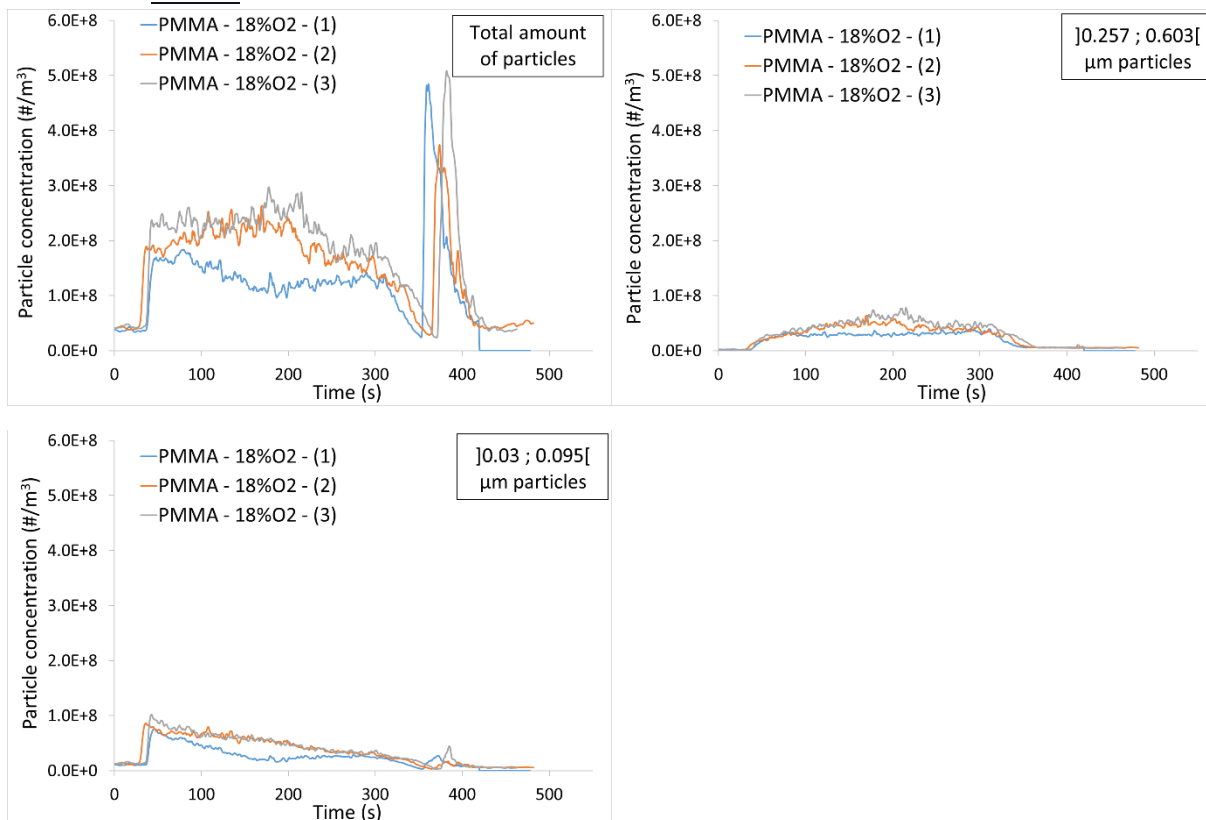 PMMA - 18%O2 - (1)
PMMA - 18%O2 - (2)
PMMA - 18%O2 - (3)
Total amount
of particles
Particle concentration (#/m³)
6.0E+8
5.0E+8
4.0E+8
3.0E+8
2.0E+8
1.0E+8
0.0E+0
0 100 200 300 400 500
Time (s)
PMMA - 18%O2 - (1)
PMMA - 18%O2 - (2)
PMMA - 18%O2 - (3)
]0.257 ; 0.603[
µm particles
Particle concentration (#/m³)
6.0E+8
5.0E+8
4.0E+8
3.0E+8
2.0E+8
1.0E+8
0.0E+0
0 100 200 300 400 500
Time (s)
PMMA - 18%O2 - (1)
PMMA - 18%O2 - (2)
PMMA - 18%O2 - (3)
]0.03 ; 0.095[
µm particles
Particle concentration (#/m³)
6.0E+8
5.0E+8
4.0E+8
3.0E+8
2.0E+8
1.0E+8
0.0E+0
0 100 200 300 400 500
Time (s)